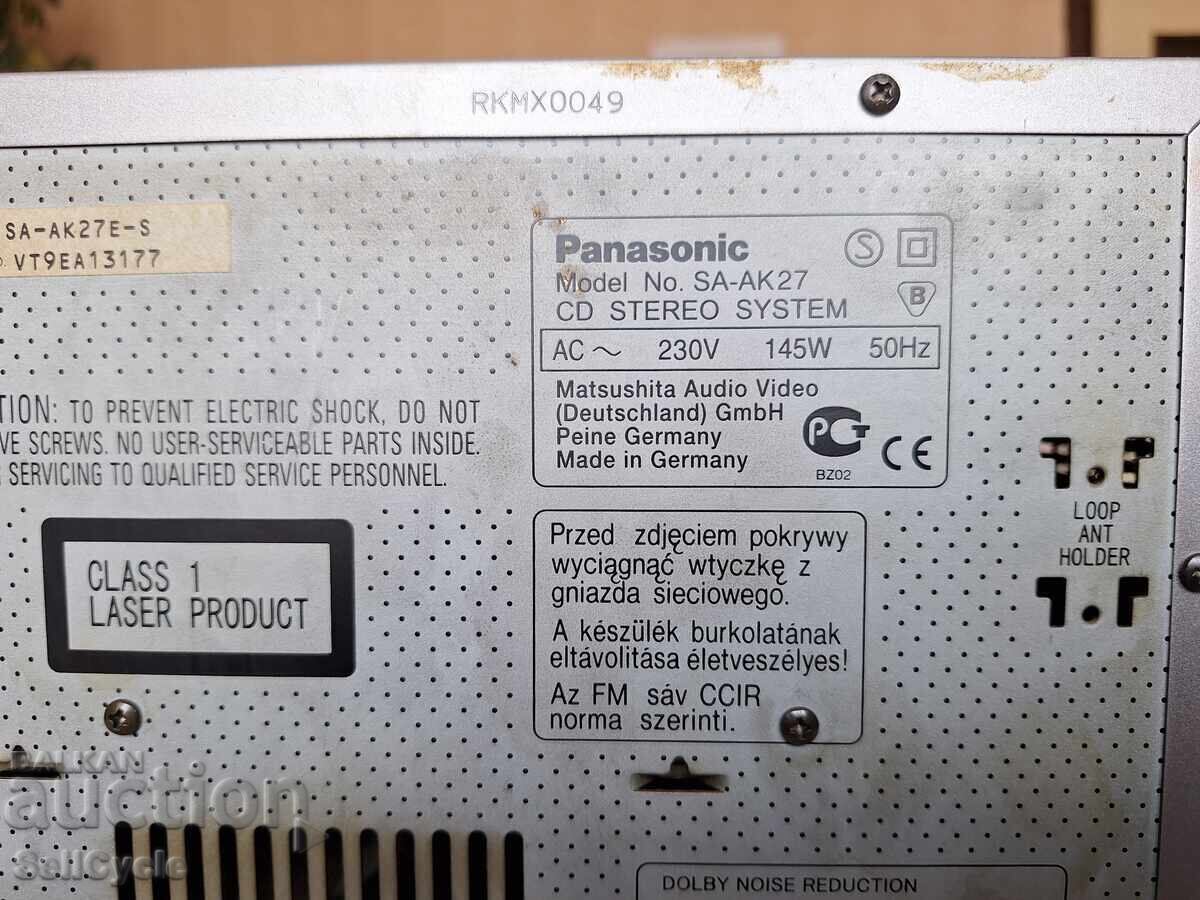 RKMX0049
SA-AK27E-S
VT9EA13177
Panasonic
S
Model No. SA-AK27
B
CD STEREO SYSTEM
AC ~ 230V 145W 50Hz
Matsushita Audio Video
(Deutschland) GmbH
Peine Germany
Made in Germany
BZ02
CE
TION: TO PREVENT ELECTRIC SHOCK, DO NOT
VE SCREWS. NO USER-SERVICEABLE PARTS INSIDE.
SERVICING TO QUALIFIED SERVICE PERSONNEL.
CLASS 1
LASER PRODUCT
Przed zdjęciem pokrywy
wyciągnąć wtyczkę z
gniazda sieciowego.
A készülék burkolatának
eltávolitása életveszélyes!
Az FM sáv CCIR
norma szerinti.
LOOP
ANT
HOLDER
BALKAN
auction
SellCycle
DOLBY NOISE REDUCTION